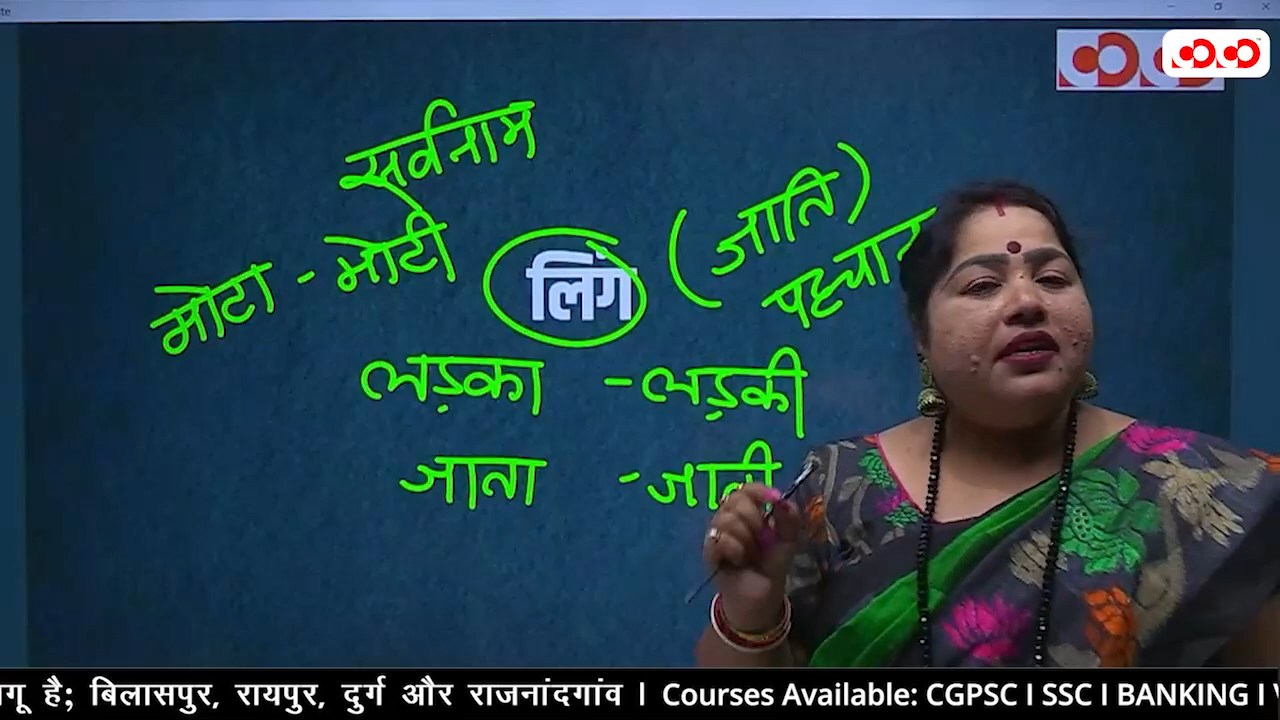 सर्वनाम
मोटा - मोटी
लिंग
(जाति)
लड़का - लड़की
जाता - जाती
है; बिलासपुर, रायपुर, दुर्ग और राजनांदगांव । Courses Available: CGPSC I SSC I BANKING I